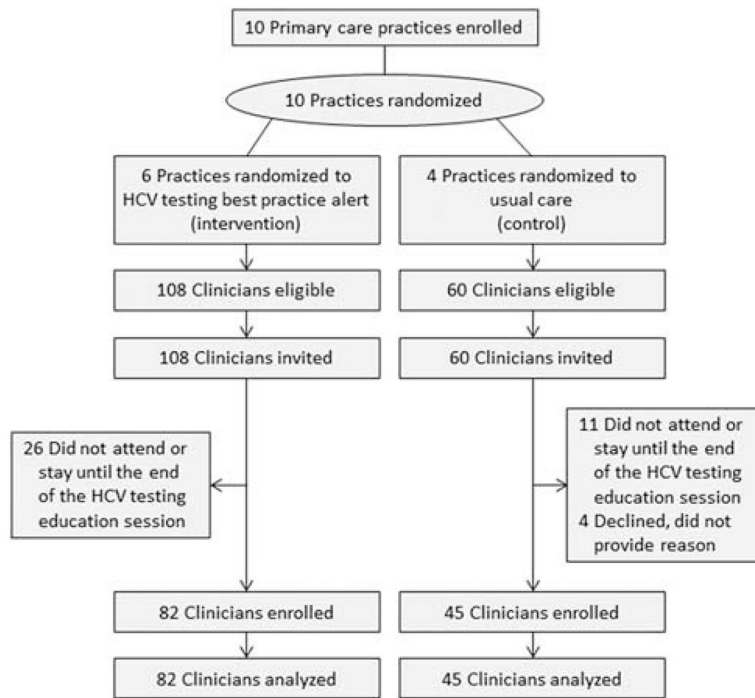 10 Primary care practices enrolled
10 Practices randomized
6 Practices randomized to
HCV testing best practice alert
(intervention)
4 Practices randomized to
usual care
(control)
108 Clinicians eligible
60 Clinicians eligible
108 Clinicians invited
60 Clinicians invited
26 Did not attend or
stay until the end
of the HCV testing
education session
11 Did not attend or
stay until the end
of the HCV testing
education session
4 Declined, did not
provide reason
82 Clinicians enrolled
45 Clinicians enrolled
82 Clinicians analyzed
45 Clinicians analyzed